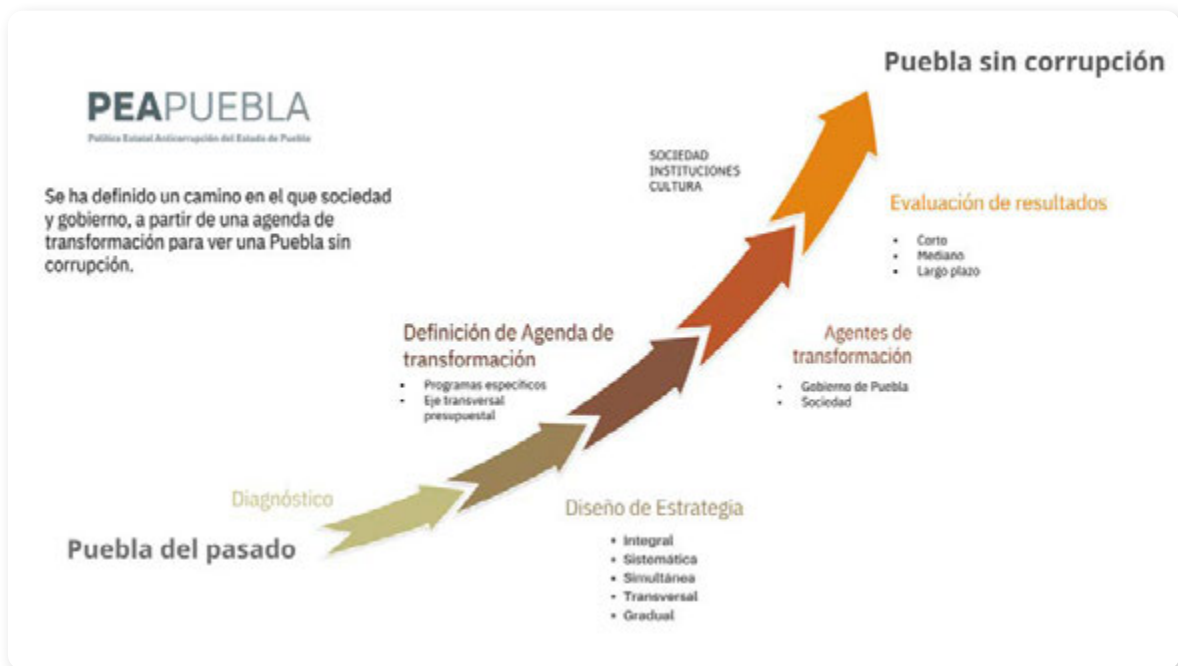 PEAPUEBLA
Política Estatal Anticorrupción del Estado de Puebla
Se ha definido un camino en el que sociedad
y gobierno, a partir de una agenda de
transformación para ver una Puebla sin
corrupción.
Puebla sin corrupción
SOCIEDAD
INSTITUCIONES
CULTURA
Evaluación de resultados
• Corto
• Mediano
• Largo plazo
Definición de Agenda de
transformación
• Programas específicos
• Eje transversal
presupuestal
Agentes de
transformación
• Gobierno de Puebla
• Sociedad
Diagnóstico
Puebla del pasado
Diseño de Estrategia
• Integral
• Sistemática
• Simultánea
• Transversal
• Gradual